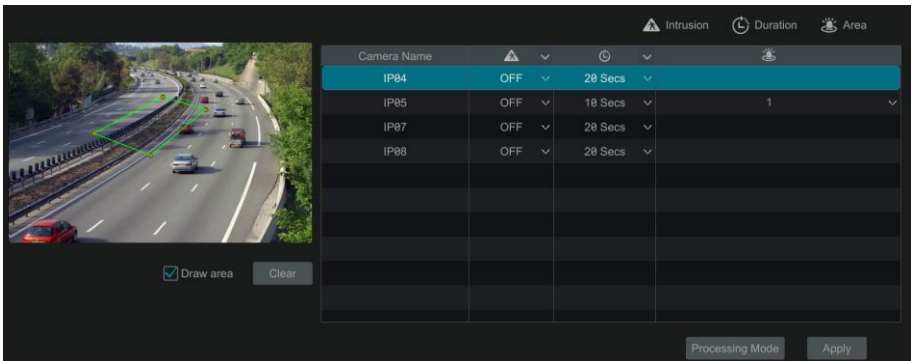 Intrusion Duration Area
Camera Name
IP04 OFF 20 Secs
IP05 OFF 10 Secs 1
IP07 OFF 20 Secs
IP08 OFF 20 Secs
Draw area Clear
Processing Mode Apply